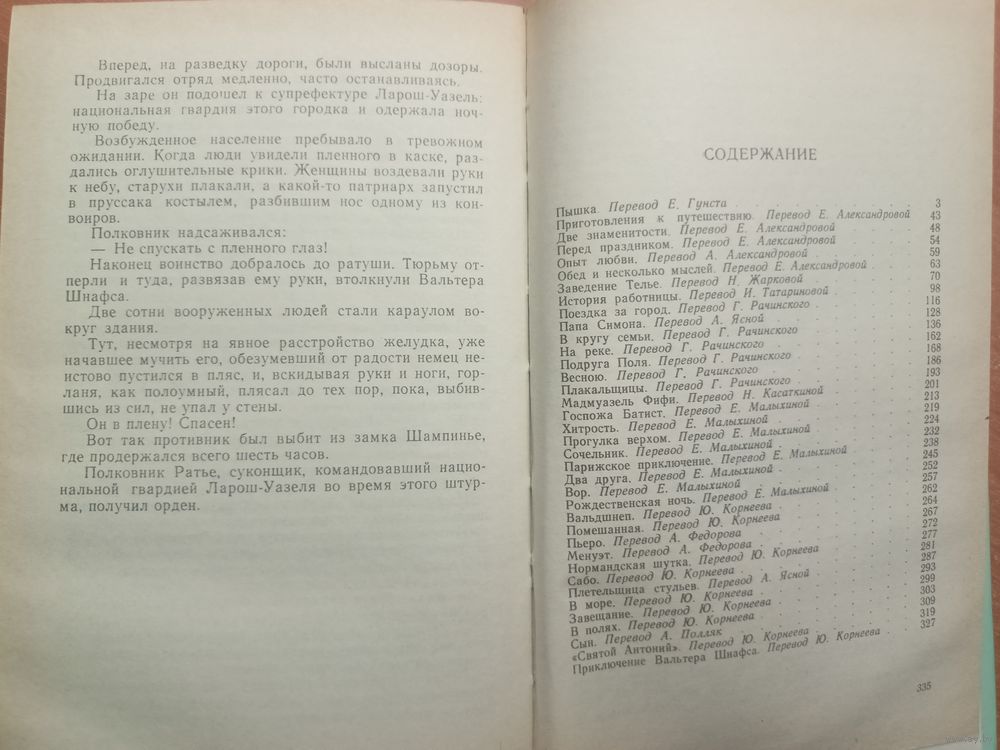 Вперед, на разведку дороги, были высланы дозоры.
Продвигался отряд медленно, часто останавливаясь.
На заре он подошел к супрефектуре Ларош-Уазель:
национальная гвардия этого городка и одержала ноч-
ную победу.
Возбужденное население пребывало в тревожном
ожидании. Когда люди увидели пленного в каске, раз-
дались оглушительные крики. Женщины воздевали руки
к небу, старухи плакали, а какой-то патриарх запустил
в пруссака костылем, разбившим нос одному из кон-
воиров.
Полковник надсаживался:
— Не спускать с пленного глаз!
Наконец воинство добралось до ратуши. Тюрьму от-
перли и туда, развязав ему руки, втолкнули Вальтера
Шнафса.
Две сотни вооруженных людей стали караулом во-
круг здания.
Тут, несмотря на явное расстройство желудка, уже
начавшее мучить его, обезумевший от радости немец не-
истово пустился в пляс, и, вскидывая руки и ноги, гор-
ланя, как полоумный, плясал до тех пор, пока, выбив-
шись из сил, не упал у стены.
Он в плену! Спасен!
Вот так противник был выбит из замка Шампинье,
где продержался всего шесть часов.
Полковник Ратье, суконщик, командовавший нацио-
нальной гвардией Ларош-Уазеля во время этого штур-
ма, получил орден.
СОДЕРЖАНИЕ
Пышка. Перевод Е. Гунста 3
Приготовления к путешествию. Перевод Е. Александровой 43
Две знаменитости. Перевод Е. Александровой 48
Перед праздником. Перевод Е. Александровой 54
Опыт любви. Перевод А. Александровой 59
Обед и несколько мыслей. Перевод Е. Александровой 63
Заведение Телье. Перевод Н. Жарковой 70
История работницы. Перевод И. Татариновой 98
Поездка за город. Перевод Г. Рачинского 116
Папа Симона. Перевод А. Ясной 128
В кругу семьи. Перевод Г. Рачинского 136
На реке. Перевод Г. Рачинского 162
Подруга Поля. Перевод Г. Рачинского 168
Весною. Перевод Г. Рачинского 186
Плакальщицы. Перевод Г. Рачинского 193
Мадмуазель Фифи. Перевод Н. Касаткиной 201
Госпожа Батист. Перевод Е. Малыхиной 213
Хитрость. Перевод Е. Малыхиной 219
Прогулка верхом. Перевод Е. Малыхиной 224
Сочельник. Перевод Е. Малыхиной 232
Парижское приключение. Перевод Е. Малыхиной 238
Два друга. Перевод Е. Малыхиной 245
Вор. Перевод Е. Малыхиной 252
Рождественская ночь. Перевод Е. Малыхиной 257
Вальдшнеп. Перевод Ю. Корнеева 262
Помешанная. Перевод Ю. Корнеева 264
Пьеро. Перевод А. Федорова 267
Менуэт. Перевод А. Федорова 272
Нормандская шутка. Перевод Ю. Корнеева 277
Сабо. Перевод Ю. Корнеева 281
Плетельщица стульев. Перевод А. Ясной 287
В море. Перевод Ю. Корнеева 293
Завещание. Перевод Ю. Корнеева 299
В полях. Перевод Ю. Корнеева 303
Сын. Перевод А. Полляк 309
«Святой Антоний». Перевод Ю. Корнеева 319
Приключение Вальтера Шнафса. Перевод Ю. Корнеева 327
335